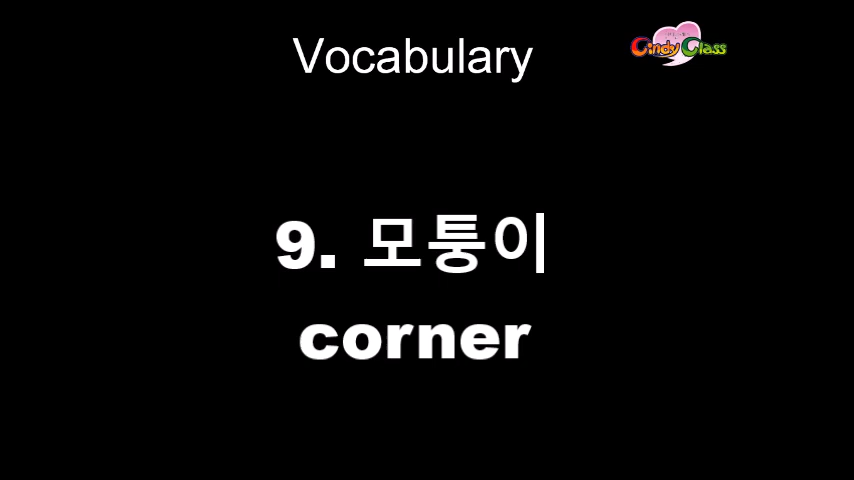 Vocabulary
Cindy Class
9. 모퉁이
corner